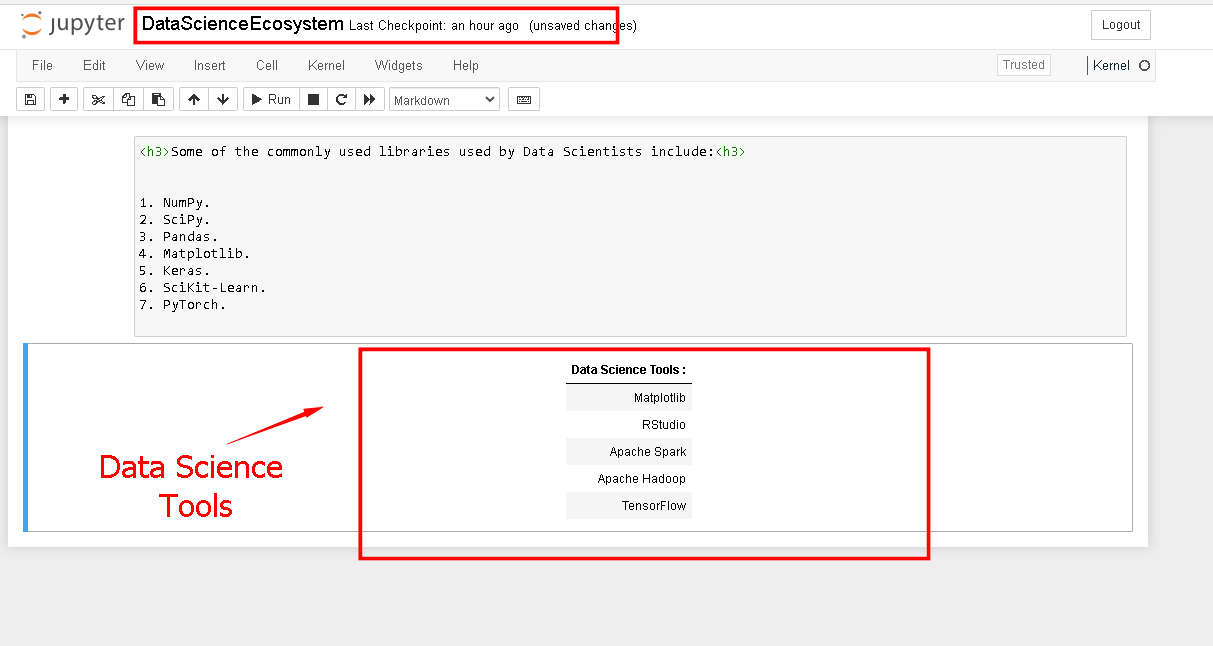 jupyter DataScienceEcosystem Last Checkpoint: an hour ago (unsaved changes) Logout
File Edit View Insert Cell Kernel Widgets Help Trusted Kernel
Run Markdown
<h3>Some of the commonly used libraries used by Data Scientists include:<h3>
1. NumPy.
2. SciPy.
3. Pandas.
4. Matplotlib.
5. Keras.
6. SciKit-Learn.
7. PyTorch.
Data Science Tools :
Matplotlib
RStudio
Apache Spark
Apache Hadoop
TensorFlow
Data Science
Tools